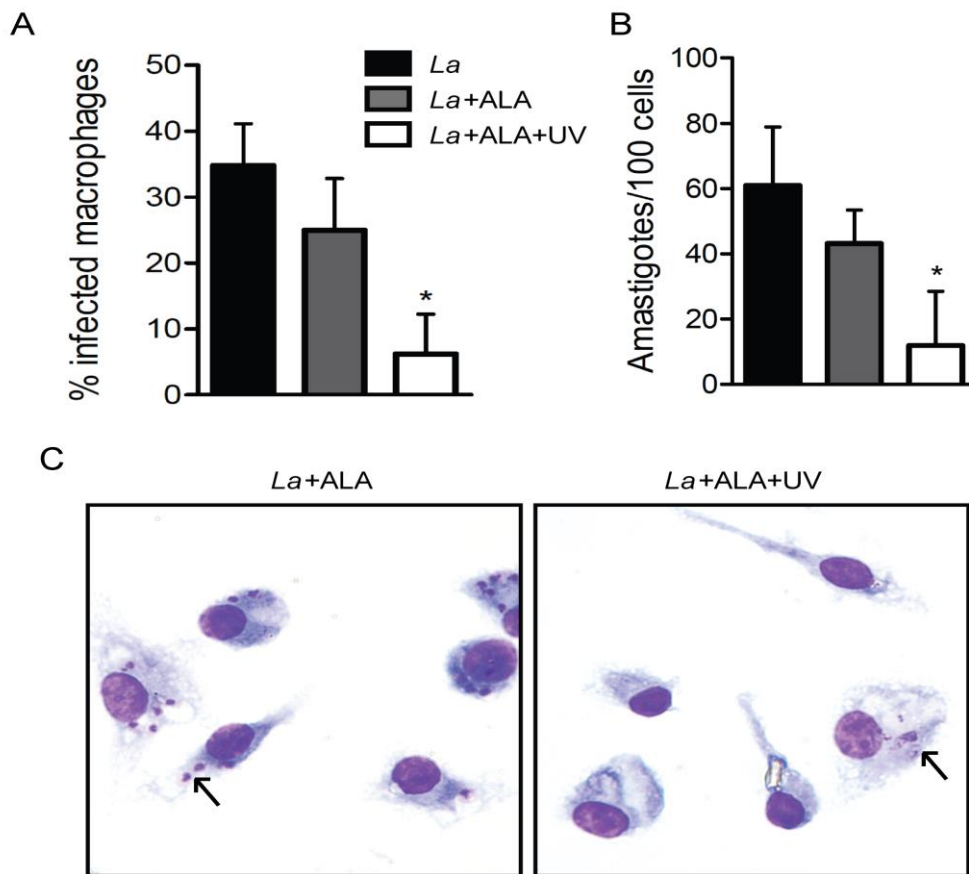 A
% infected macrophages
50
40
30
20
10
0
La
La+ALA
La+ALA+UV
*
B
Amastigotes/100 cells
100
80
60
40
20
0
*
C
La+ALA
La+ALA+UV